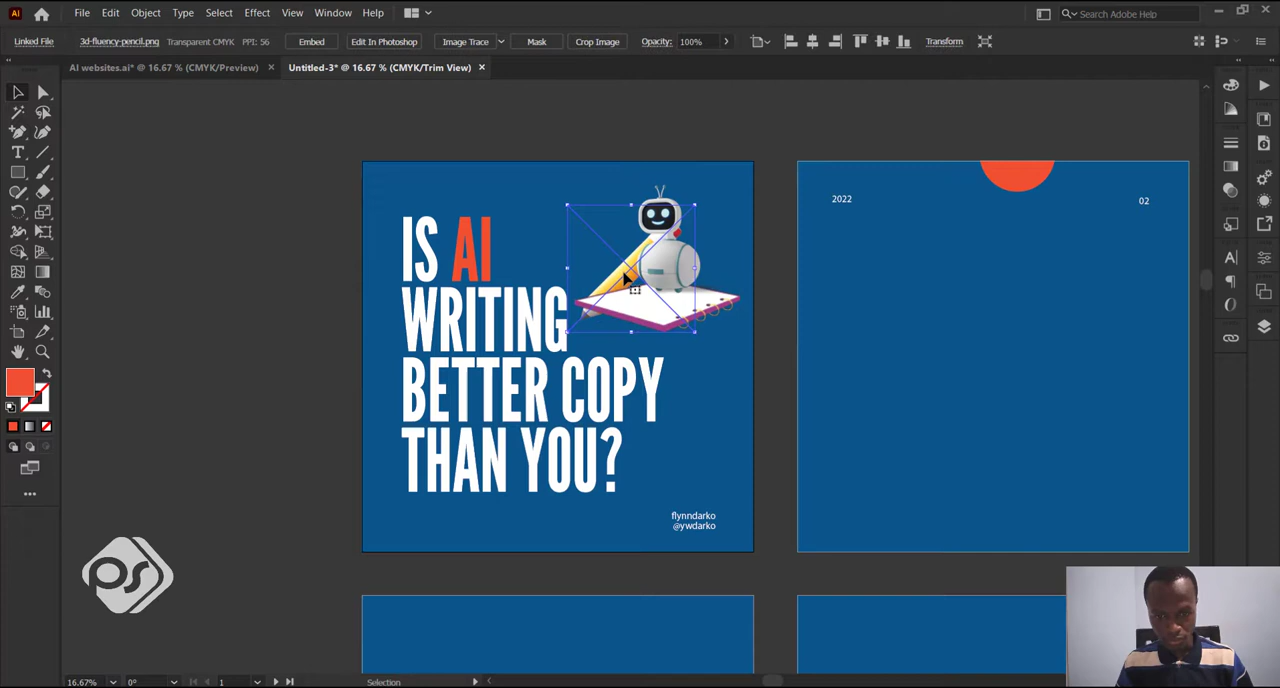 Ai File Edit Object Type Select Effect View Window Help Search Adobe Help
Linked File 3d-fluency-pencil.png Transparent CMYK PPI: 56 Embed Edit In Photoshop Image Trace Mask Crop Image Opacity: 100% Transform
AI websites.ai* @ 16.67 % (CMYK/Preview) × Untitled-3* @ 16.67 % (CMYK/Trim View) ×
IS AI
WRITING
BETTER COPY
THAN YOU?
flynndarko
@ywdarko
2022
02
PS
16.67% 0° 1 Selection